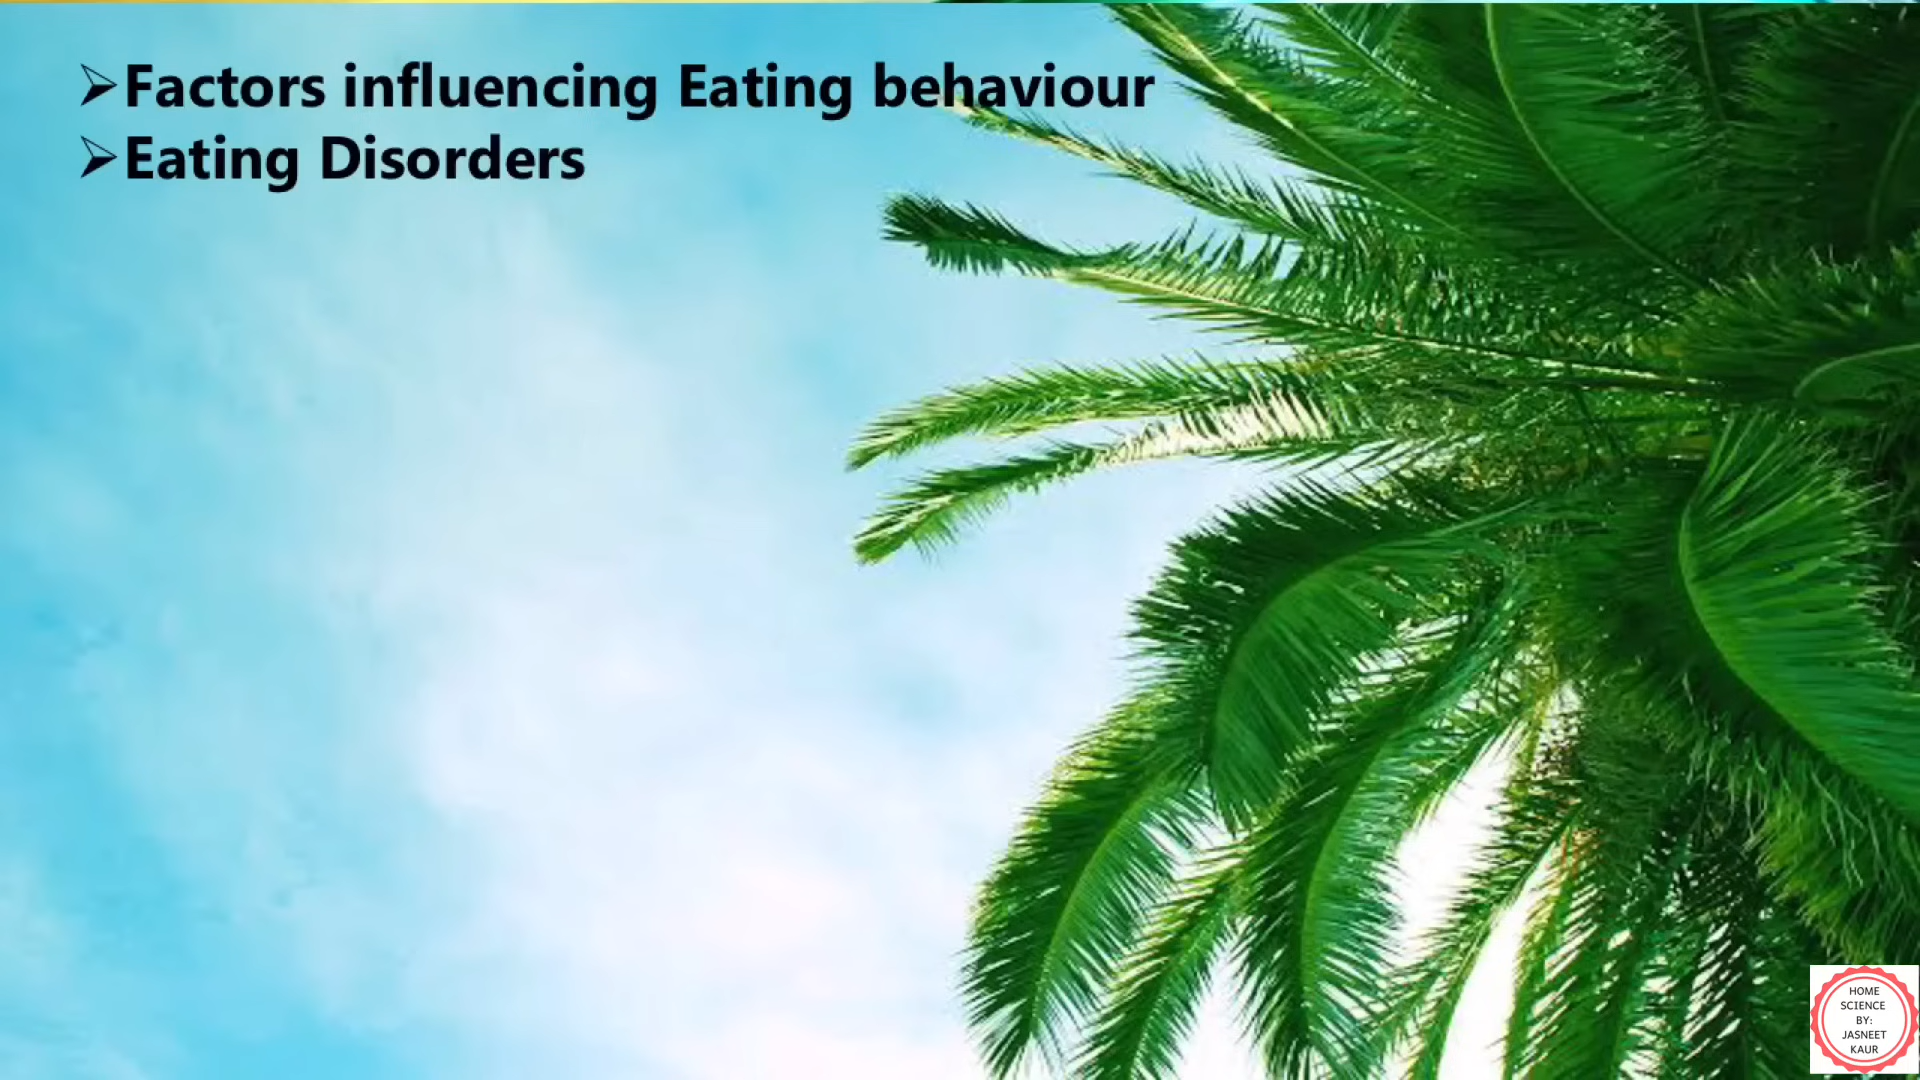 ➢Factors influencing Eating behaviour
➢Eating Disorders
HOME
SCIENCE
BY:
JASNEET
KAUR